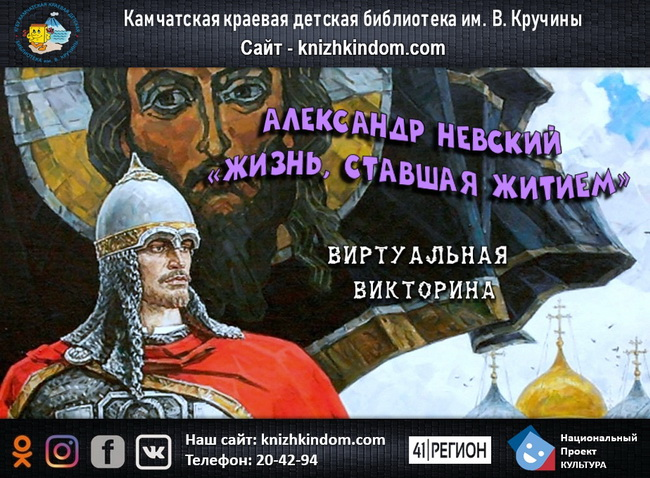 Камчатская краевая детская библиотека им. В. Кручины
Сайт - knizhkindom.com
АЛЕКСАНДР НЕВСКИЙ
«ЖИЗНЬ, СТАВШАЯ ЖИТИЕМ»
ВИРТУАЛЬНАЯ
ВИКТОРИНА
Наш сайт: knizhkindom.com
Телефон: 20-42-94
41|РЕГИОН
Национальный
Проект
КУЛЬТУРА